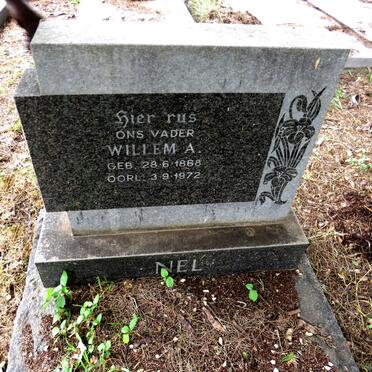 Hier rus
ONS VADER
WILLEM A.
GEB. 28·6·1888
OORL. 3·9·1972
NEL